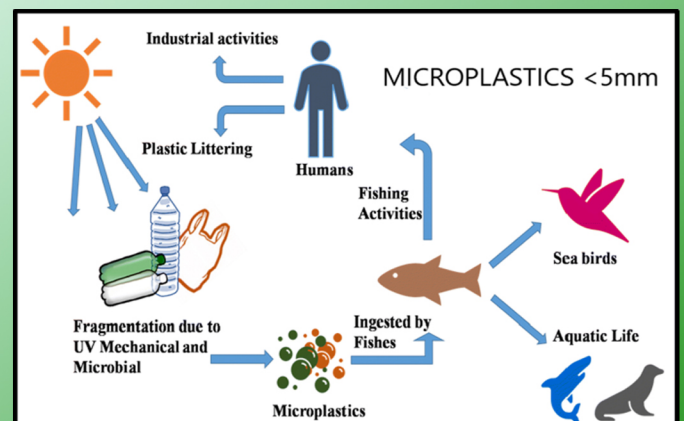 Industrial activities
MICROPLASTICS <5mm
Plastic Littering
Humans
Fishing
Activities
Sea birds
Fragmentation due to
UV Mechanical and
Microbial
Ingested by
Fishes
Aquatic Life
Microplastics